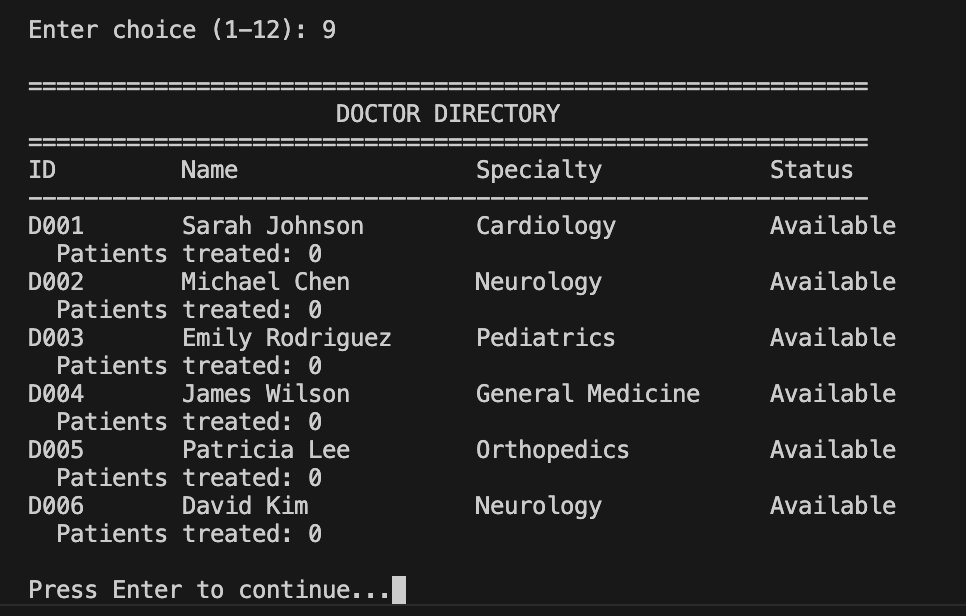 Enter choice (1-12): 9
============================================================
DOCTOR DIRECTORY
============================================================
ID Name Specialty Status
------------------------------------------------------------
D001 Sarah Johnson Cardiology Available
Patients treated: 0
D002 Michael Chen Neurology Available
Patients treated: 0
D003 Emily Rodriguez Pediatrics Available
Patients treated: 0
D004 James Wilson General Medicine Available
Patients treated: 0
D005 Patricia Lee Orthopedics Available
Patients treated: 0
D006 David Kim Neurology Available
Patients treated: 0
Press Enter to continue...